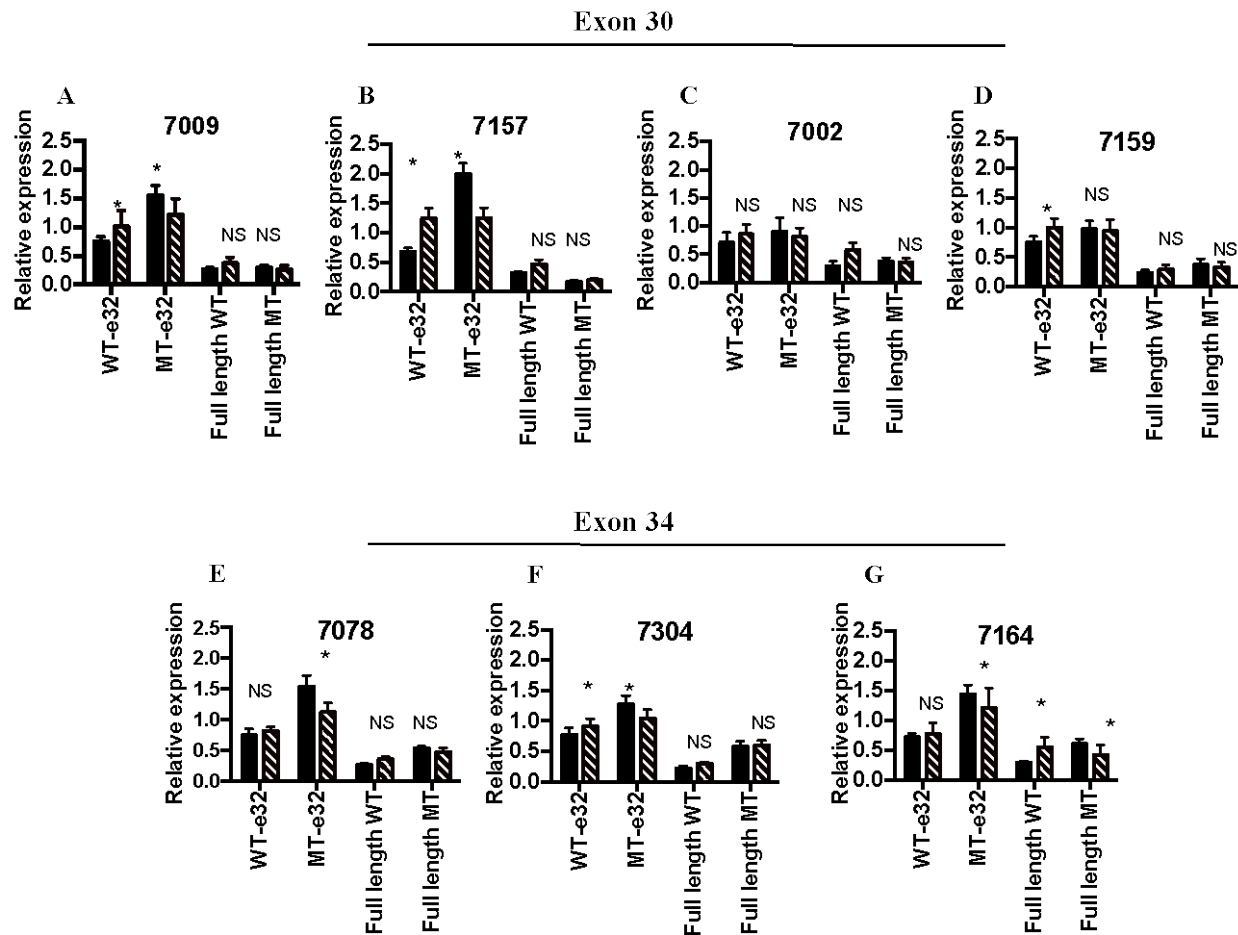 Exon 30
A
B
C
D
7009
7157
7002
7159
Relative expression
2.5
2.0
1.5
1.0
0.5
0.0
*
*
NS
NS
WT-e32
MT-e32
Full length WT
Full length MT
Relative expression
2.5
2.0
1.5
1.0
0.5
0.0
*
*
NS
NS
WT-e32
MT-e32
Full length WT
Full length MT
Relative expression
2.5
2.0
1.5
1.0
0.5
0.0
NS
NS
NS
NS
WT-e32
MT-e32
Full length WT
Full length MT
Relative expression
2.5
2.0
1.5
1.0
0.5
0.0
*
NS
NS
NS
WT-e32
MT-e32
Full length WT
Full length MT
Exon 34
E
F
G
7078
7304
7164
Relative expression
2.5
2.0
1.5
1.0
0.5
0.0
NS
*
NS
NS
WT-e32
MT-e32
Full length WT
Full length MT
Relative expression
2.5
2.0
1.5
1.0
0.5
0.0
*
*
NS
NS
WT-e32
MT-e32
Full length WT
Full length MT
Relative expression
2.5
2.0
1.5
1.0
0.5
0.0
NS
*
*
*
WT-e32
MT-e32
Full length WT
Full length MT